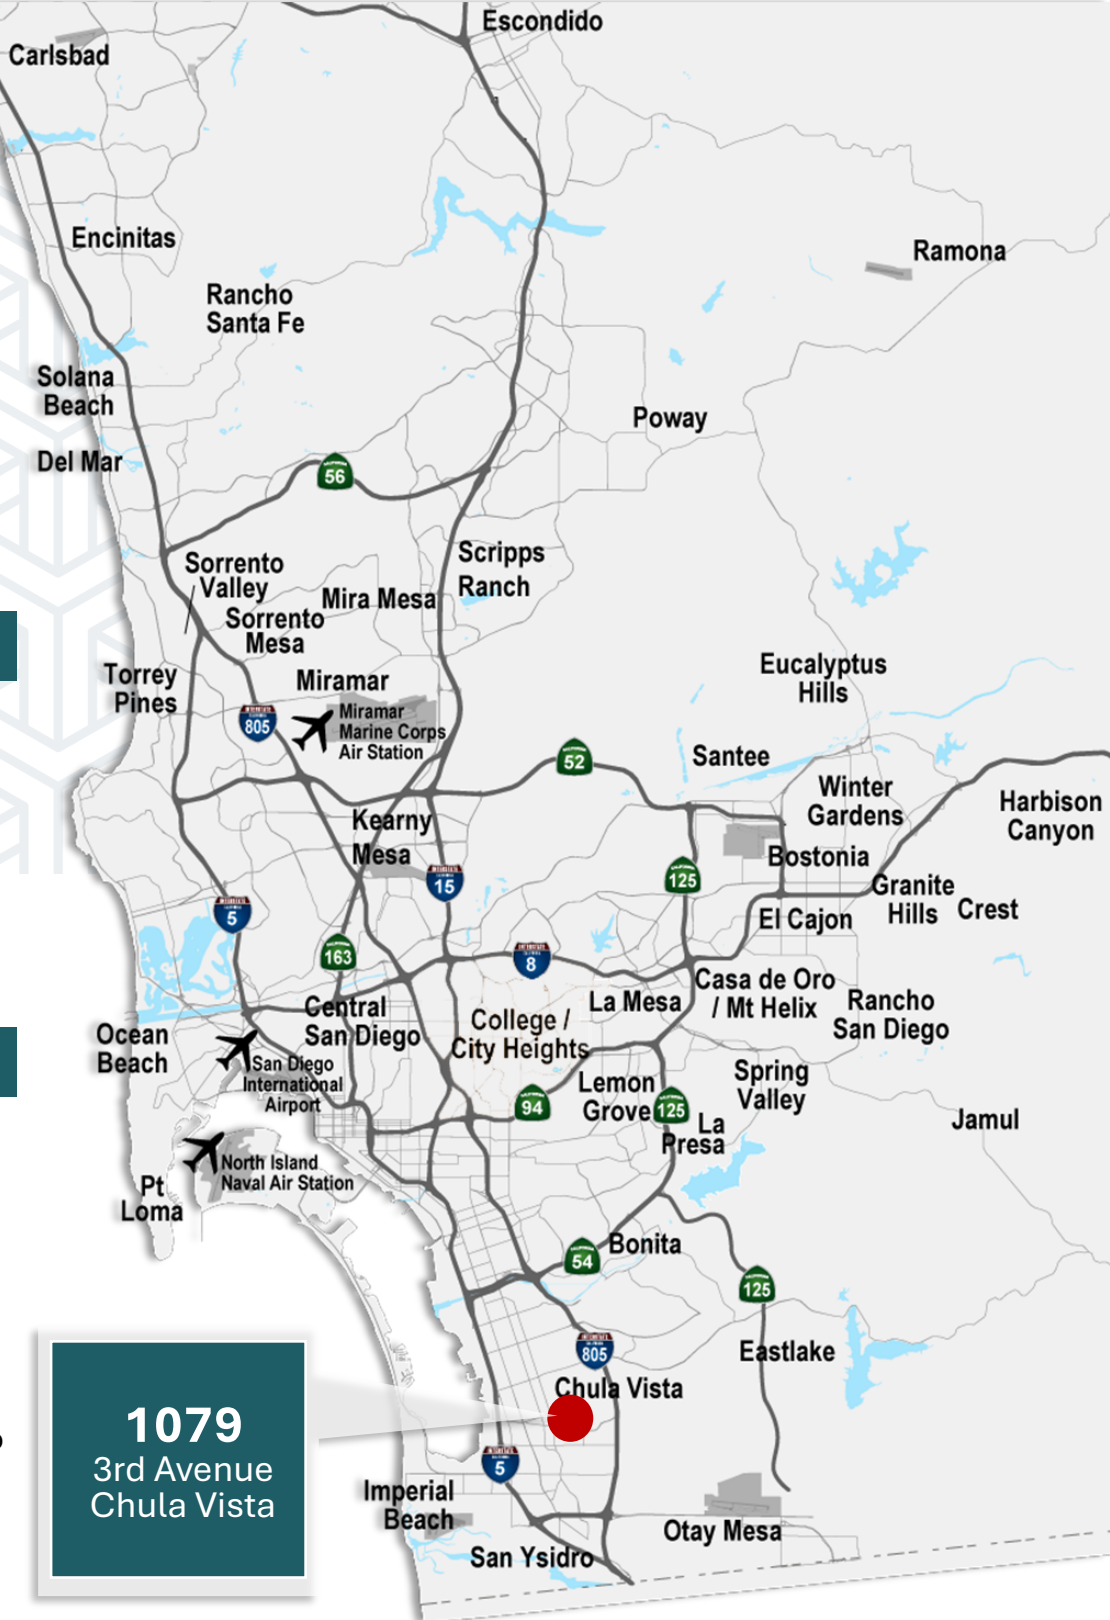 Escondido
Carlsbad
Encinitas
Ramona
Rancho
Santa Fe
Solana
Beach
Poway
Del Mar
56
Scripps
Ranch
Sorrento
Valley
Mira Mesa
Sorrento
Mesa
Eucalyptus
Hills
Torrey
Pines
Miramar
805
Miramar
Marine Corps
Air Station
52
Santee
Winter
Gardens
Harbison
Canyon
Kearny
Mesa
Bostonia
15
125
Granite
Hills
Crest
5
El Cajon
163
8
Casa de Oro
/ Mt Helix
La Mesa
Rancho
San Diego
Central
San Diego
College /
City Heights
Ocean
Beach
San Diego
International
Airport
Lemon
Grove
Spring
Valley
94
125
La
Presa
Jamul
North Island
Naval Air Station
Pt
Loma
54
Bonita
125
805
Eastlake
Chula Vista
1079
3rd Avenue
Chula Vista
5
Imperial
Beach
Otay Mesa
San Ysidro